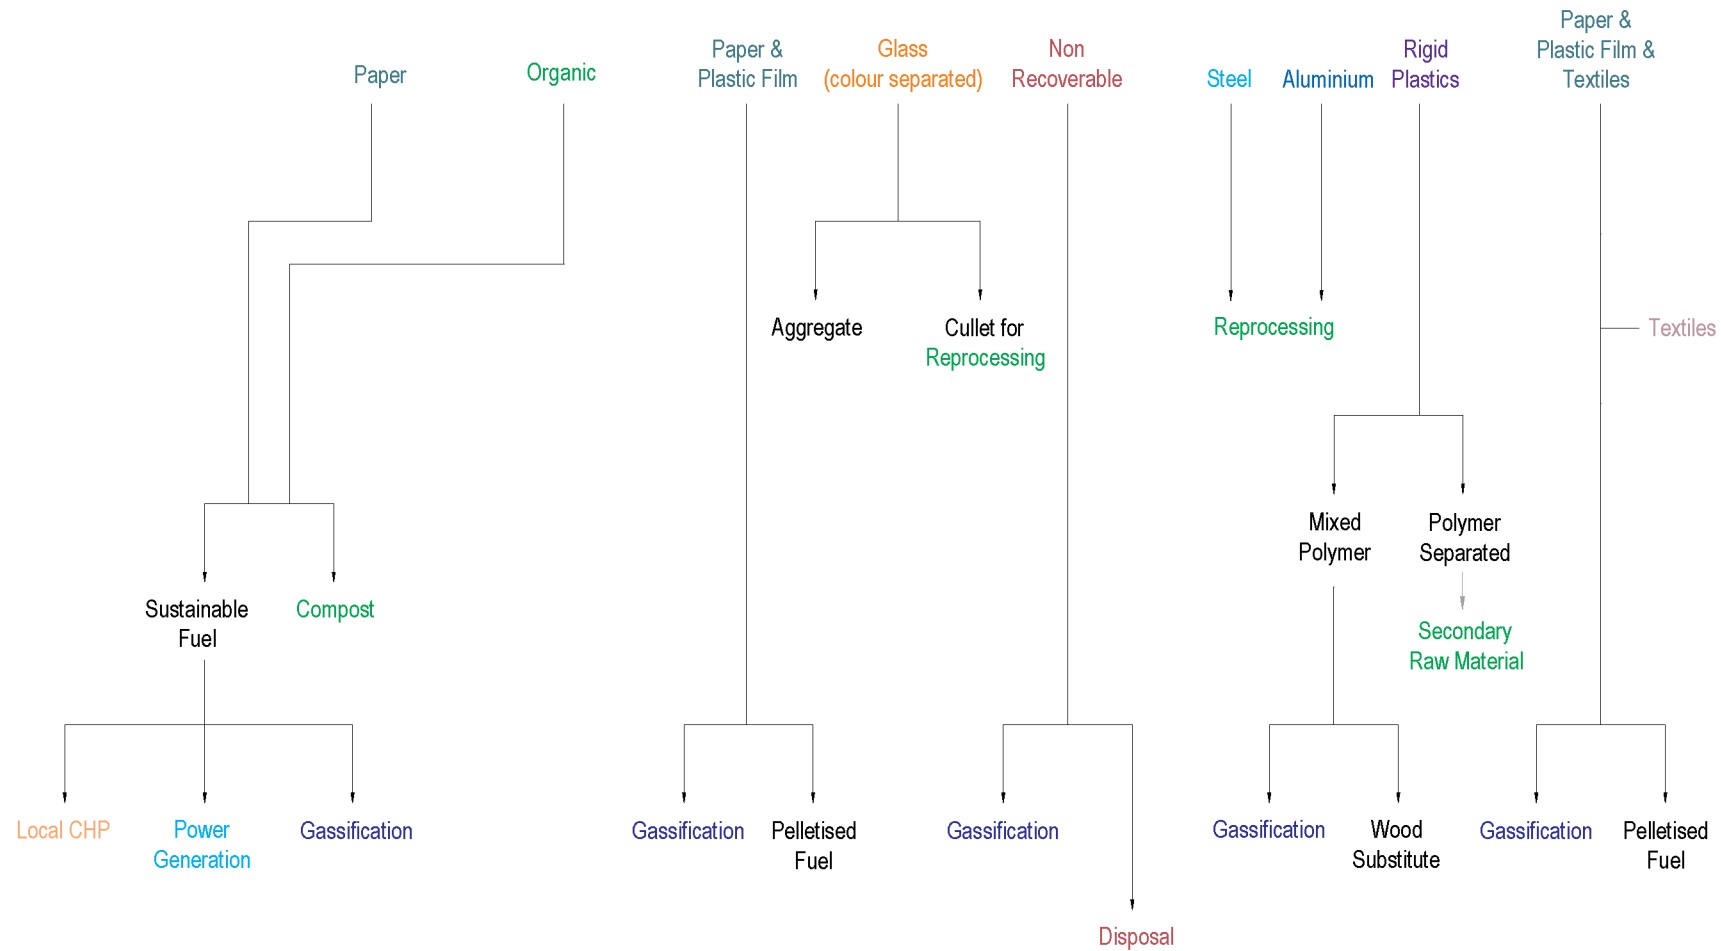 Paper
Organic
Paper &
Plastic Film
Glass
(colour separated)
Non
Recoverable
Steel
Aluminium
Rigid
Plastics
Paper &
Plastic Film &
Textiles
Aggregate
Cullet for
Reprocessing
Reprocessing
Textiles
Mixed
Polymer
Polymer
Separated
Sustainable
Fuel
Compost
Secondary
Raw Material
Local CHP
Power
Generation
Gassification
Gassification
Pelletised
Fuel
Gassification
Gassification
Wood
Substitute
Gassification
Pelletised
Fuel
Disposal